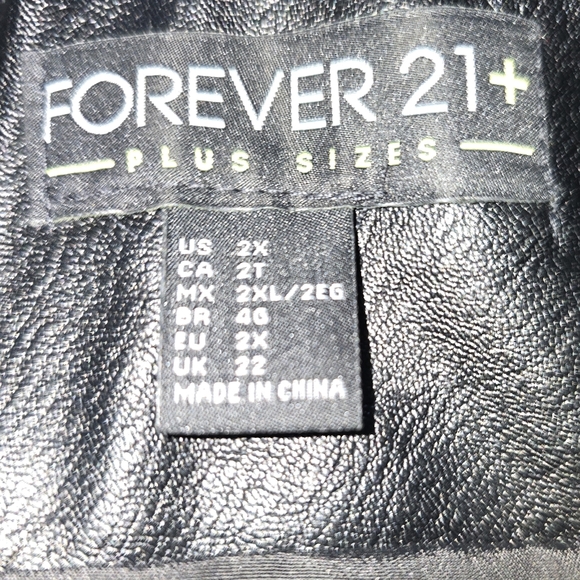 FOREVER 21+
PLUS SIZES
US 2X
CA 2T
MX 2XL/2EG
BR 4G
EU 2X
UK 22
MADE IN CHINA